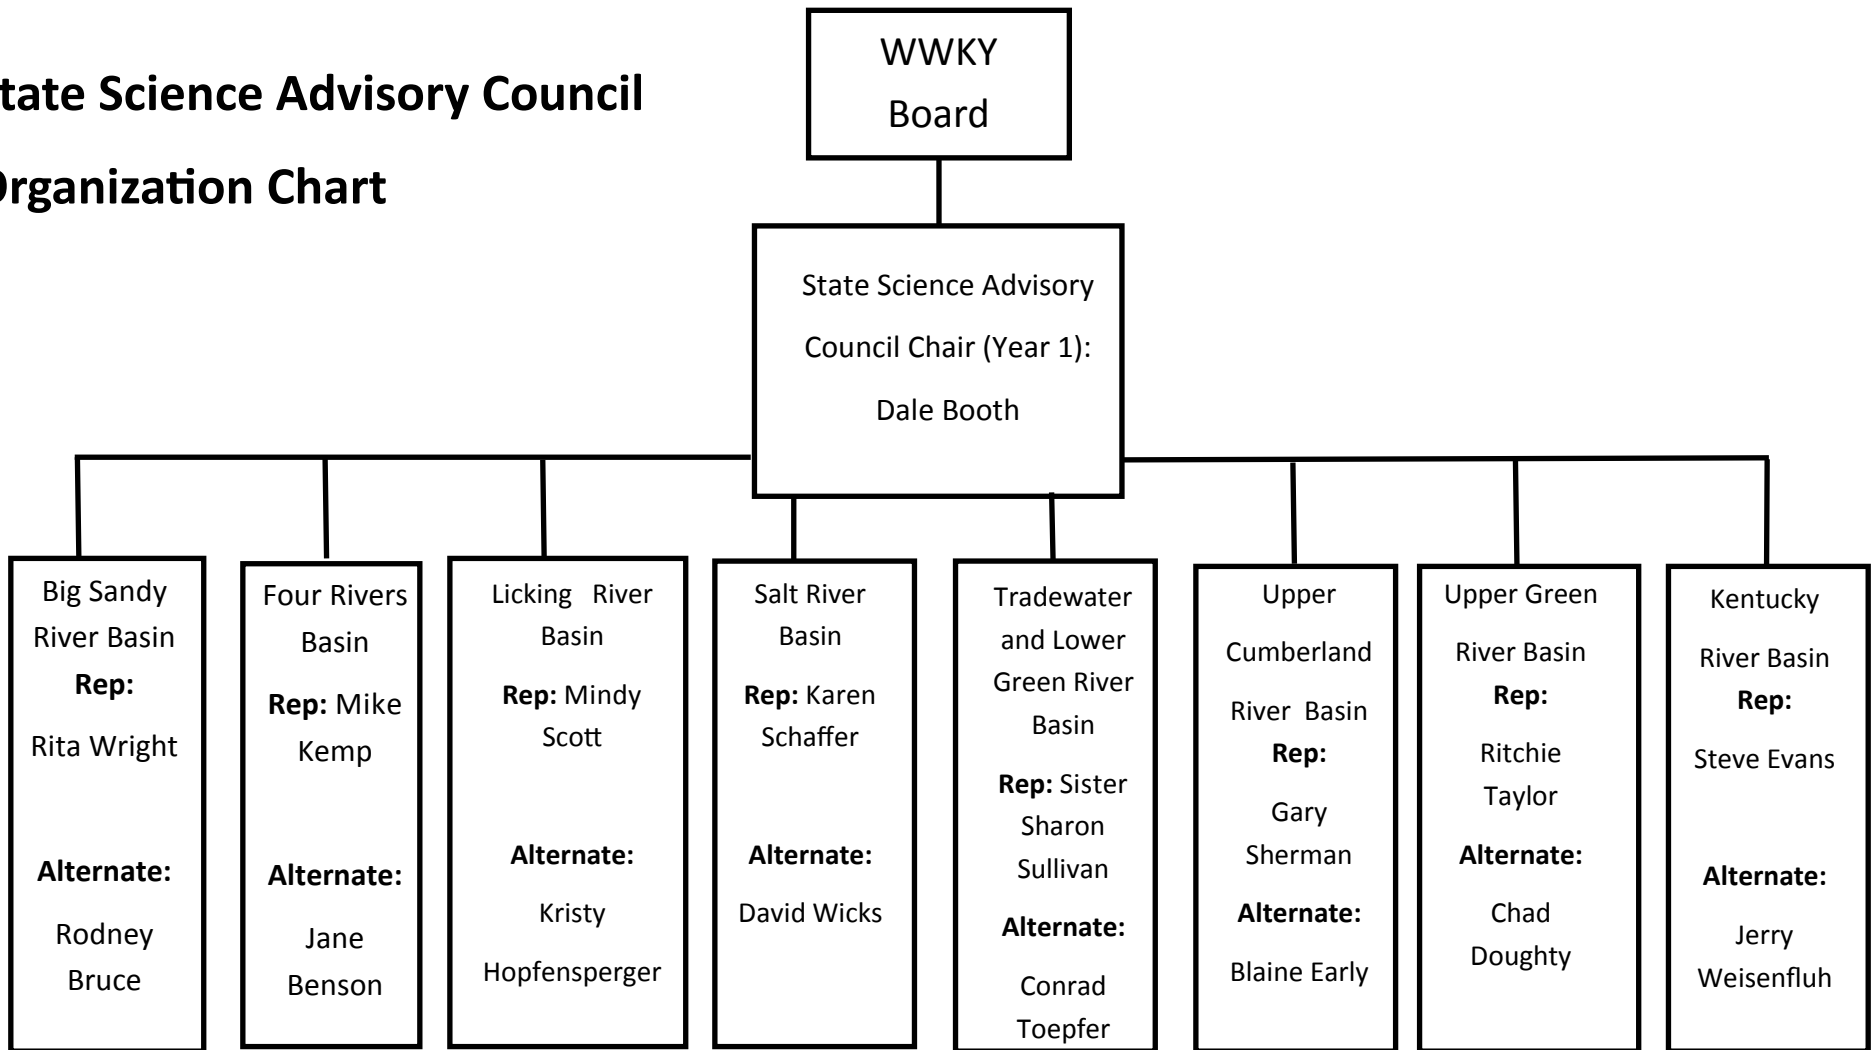 tate Science Advisory Council
Organization Chart
WWKY
Board
State Science Advisory
Council Chair (Year 1):
Dale Booth
Big Sandy
River Basin
Rep:
Rita Wright
Alternate:
Rodney
Bruce
Four Rivers
Basin
Rep: Mike
Kemp
Alternate:
Jane
Benson
Licking River
Basin
Rep: Mindy
Scott
Alternate:
Kristy
Hopfensperger
Salt River
Basin
Rep: Karen
Schaffer
Alternate:
David Wicks
Tradewater
and Lower
Green River
Basin
Rep: Sister
Sharon
Sullivan
Alternate:
Conrad
Toepfer
Upper
Cumberland
River Basin
Rep:
Gary
Sherman
Alternate:
Blaine Early
Upper Green
River Basin
Rep:
Ritchie
Taylor
Alternate:
Chad
Doughty
Kentucky
River Basin
Rep:
Steve Evans
Alternate:
Jerry
Weisenfluh